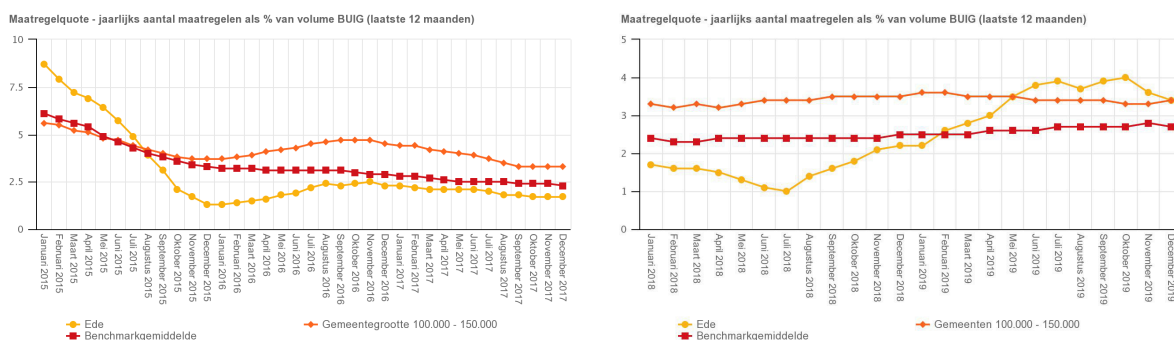 Maatregelquote - jaarlijks aantal maatregelen als % van volume BUIG (laatste 12 maanden)
10
7.5
5
2.5
0
Januari 2015
Februari 2015
Maart 2015
April 2015
Mei 2015
Juni 2015
Juli 2015
Augustus 2015
September 2015
Oktober 2015
November 2015
December 2015
Januari 2016
Februari 2016
Maart 2016
April 2016
Mei 2016
Juni 2016
Juli 2016
Augustus 2016
September 2016
Oktober 2016
November 2016
December 2016
Januari 2017
Februari 2017
Maart 2017
April 2017
Mei 2017
Juni 2017
Juli 2017
Augustus 2017
September 2017
Oktober 2017
November 2017
December 2017
Ede
Gemeentegrootte 100.000 - 150.000
Benchmarkgemiddelde
Maatregelquote - jaarlijks aantal maatregelen als % van volume BUIG (laatste 12 maanden)
5
4
3
2
1
0
Januari 2018
Februari 2018
Maart 2018
April 2018
Mei 2018
Juni 2018
Juli 2018
Augustus 2018
September 2018
Oktober 2018
November 2018
December 2018
Januari 2019
Februari 2019
Maart 2019
April 2019
Mei 2019
Juni 2019
Juli 2019
Augustus 2019
September 2019
Oktober 2019
November 2019
December 2019
Ede
Gemeenten 100.000 - 150.000
Benchmarkgemiddelde